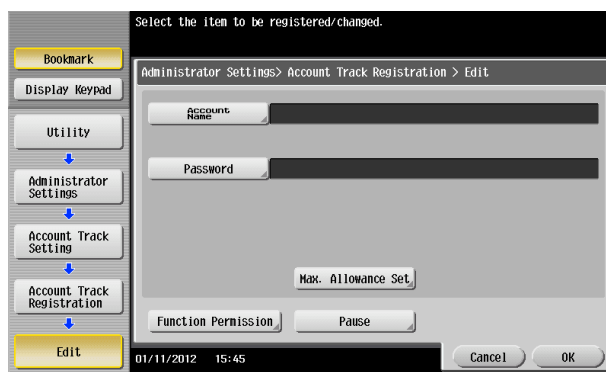 Select the item to be registered/changed.
Bookmark
Display Keypad
Utility
Administrator
Settings
Account Track
Setting
Account Track
Registration
Edit
Administrator Settings> Account Track Registration > Edit
Account
Name
Password
Max. Allowance Set
Function Permission
Pause
01/11/2012 15:45
Cancel
OK